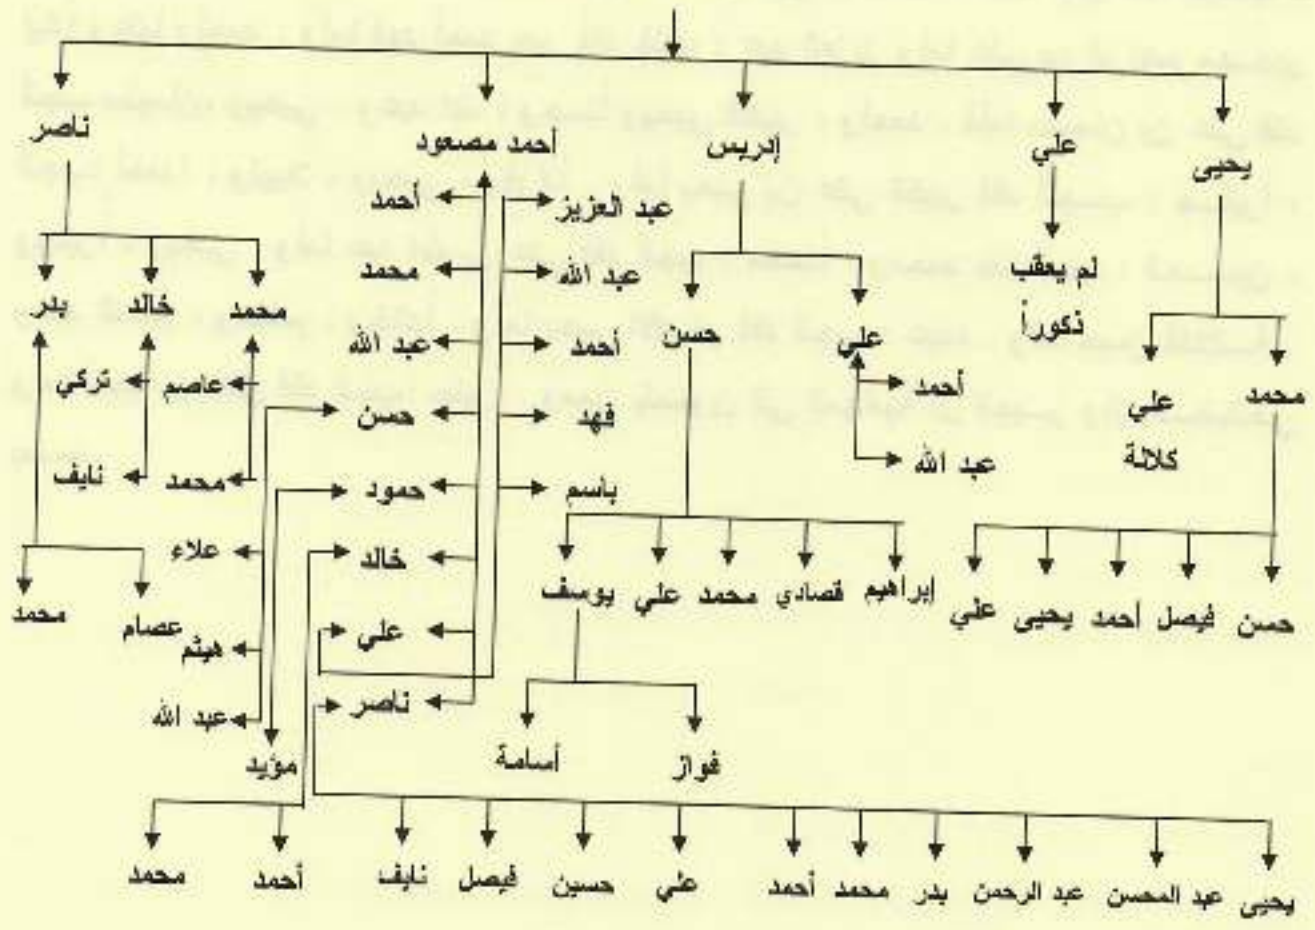 يحيى
علي
إدريس
أحمد مصعود
ناصر
لم يعقب
ذكوراً
علي
كلالة
محمد
حسن
فيصل
أحمد
يحيى
علي
علي
حسن
أحمد
عبد الله
إبراهيم
قصادي
محمد
علي
يوسف
فواز
أسامة
أحمد
محمد
عبد الله
حسن
حمود
خالد
علي
ناصر
عبد العزيز
عبد الله
أحمد
فهد
باسم
علاء
هيثم
عبد الله
مؤيد
أحمد
محمد
يحيى
عبد المحسن
عبد الرحمن
بدر
محمد
أحمد
علي
حسين
فيصل
نايف
محمد
خالد
بدر
عاصم
محمد
تركي
نايف
عصام
محمد